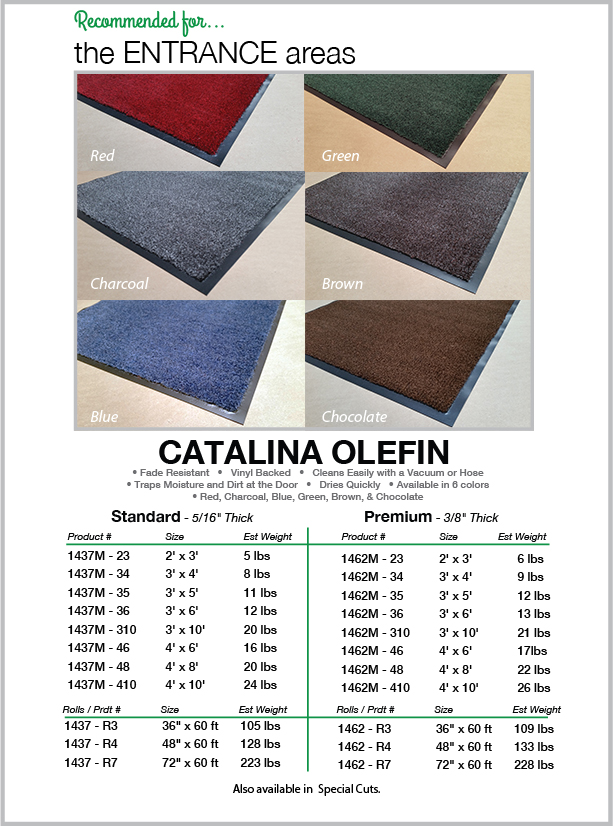 Recommended for...
the ENTRANCE areas
Red
Green
Charcoal
Brown
Blue
Chocolate
CATALINA OLEFIN
• Fade Resistant • Vinyl Backed • Cleans Easily with a Vacuum or Hose
• Traps Moisture and Dirt at the Door • Dries Quickly • Available in 6 colors
• Red, Charcoal, Blue, Green, Brown, & Chocolate
Standard - 5/16" Thick
Product # Size Est Weight
1437M - 23 2' x 3' 5 lbs
1437M - 34 3' x 4' 8 lbs
1437M - 35 3' x 5' 11 lbs
1437M - 36 3' x 6' 12 lbs
1437M - 310 3' x 10' 20 lbs
1437M - 46 4' x 6' 16 lbs
1437M - 48 4' x 8' 20 lbs
1437M - 410 4' x 10' 24 lbs
Rolls / Prdt # Size Est Weight
1437 - R3 36" x 60 ft 105 lbs
1437 - R4 48" x 60 ft 128 lbs
1437 - R7 72" x 60 ft 223 lbs
Premium - 3/8" Thick
Product # Size Est Weight
1462M - 23 2' x 3' 6 lbs
1462M - 34 3' x 4' 9 lbs
1462M - 35 3' x 5' 12 lbs
1462M - 36 3' x 6' 13 lbs
1462M - 310 3' x 10' 21 lbs
1462M - 46 4' x 6' 17lbs
1462M - 48 4' x 8' 22 lbs
1462M - 410 4' x 10' 26 lbs
Rolls / Prdt # Size Est Weight
1462 - R3 36" x 60 ft 109 lbs
1462 - R4 48" x 60 ft 133 lbs
1462 - R7 72" x 60 ft 228 lbs
Also available in Special Cuts.